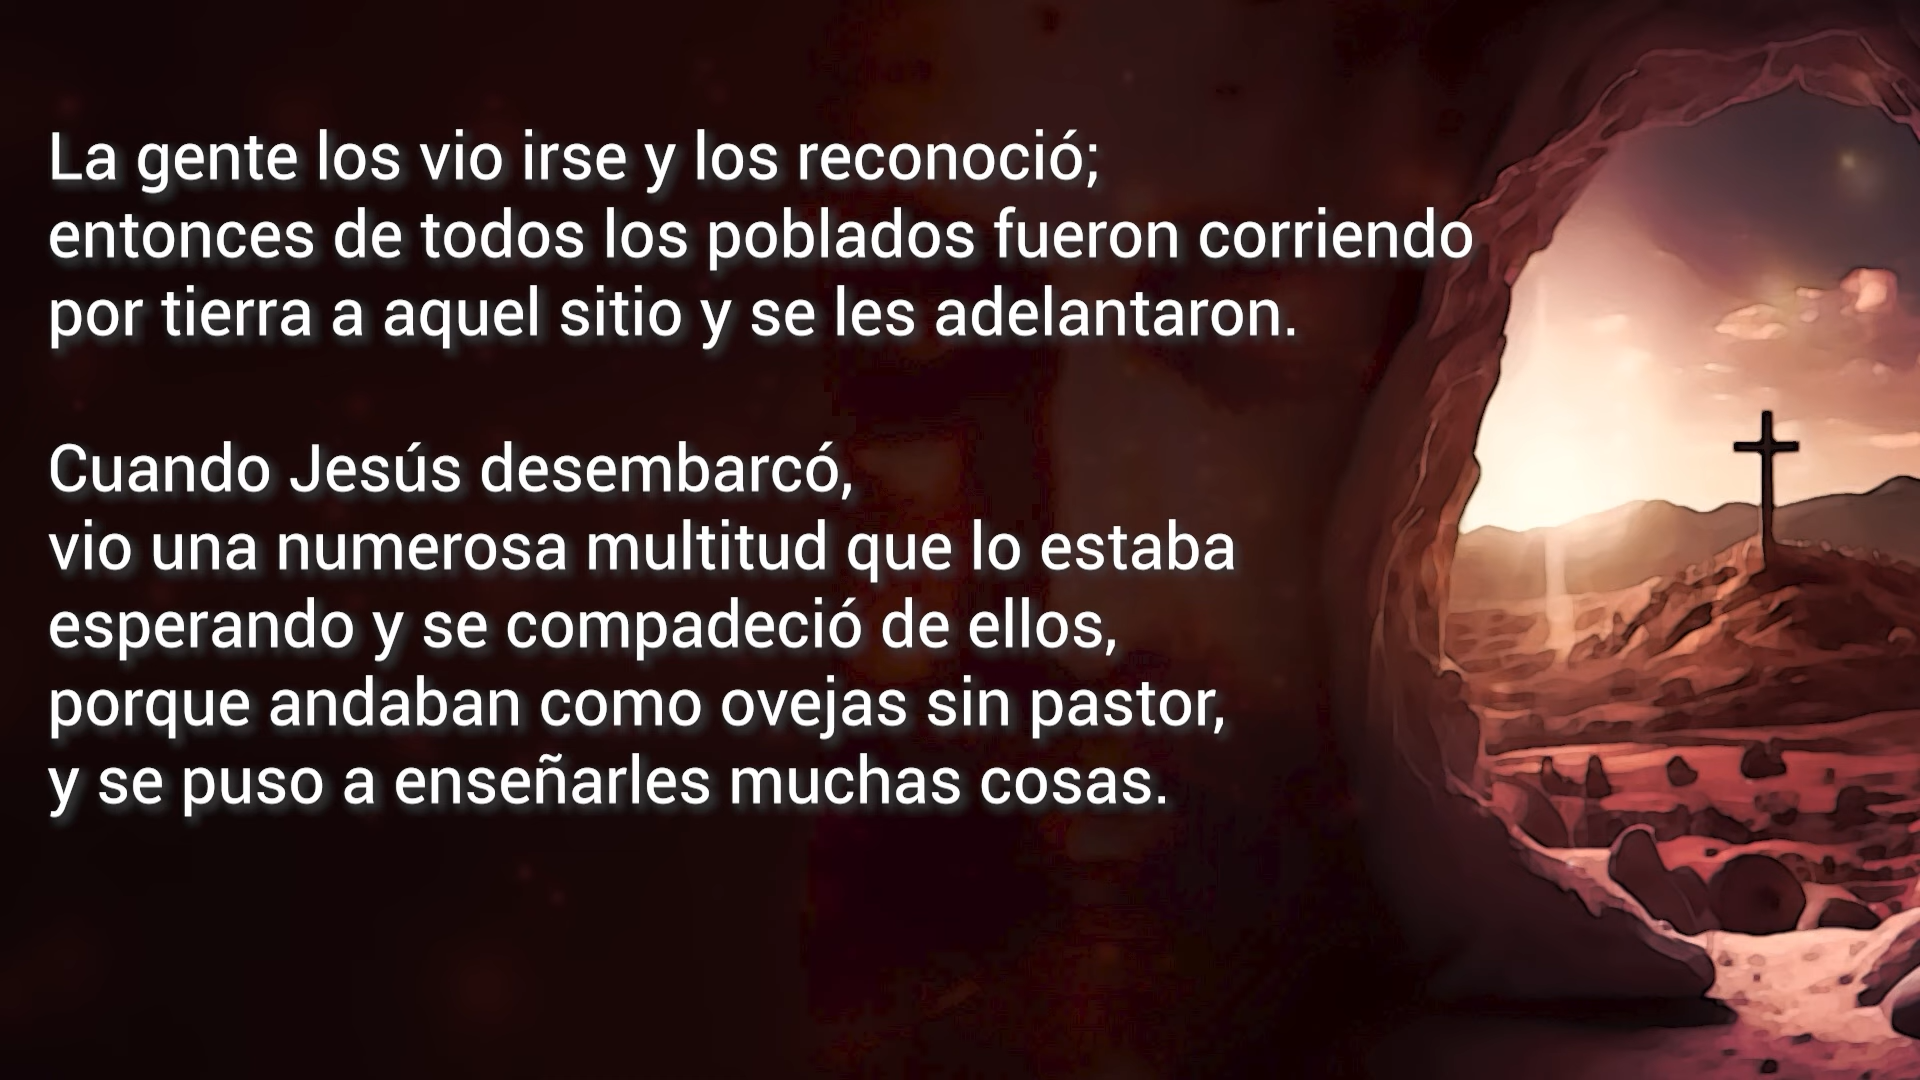 La gente los vio irse y los reconoció;
entonces de todos los poblados fueron corriendo
por tierra a aquel sitio y se les adelantaron.
Cuando Jesús desembarcó,
vio una numerosa multitud que lo estaba
esperando y se compadeció de ellos,
porque andaban como ovejas sin pastor,
y se puso a enseñarles muchas cosas.